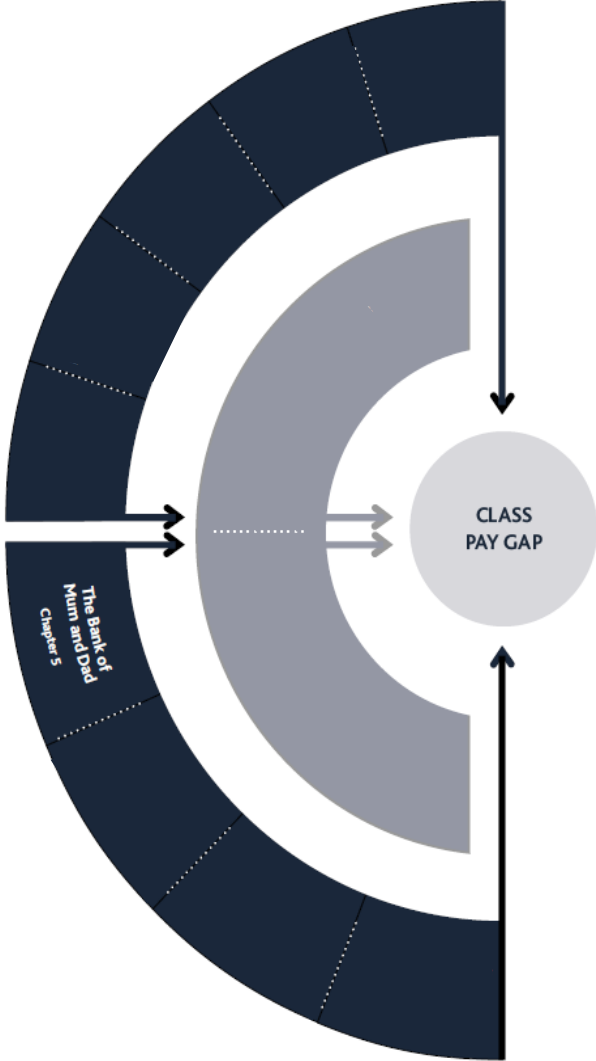 CLASS
PAY GAP
The Bank of
Mum and Dad
Chapter 5